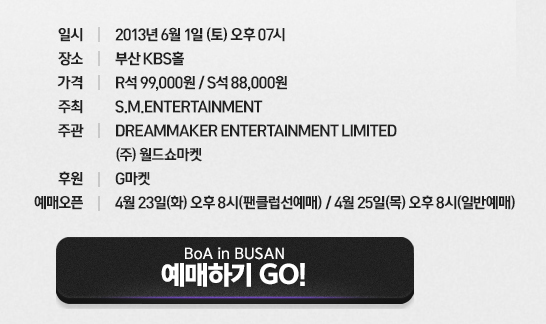 일시 | 2013년 6월 1일 (토) 오후 07시
장소 | 부산 KBS홀
가격 | R석 99,000원 / S석 88,000원
주최 | S.M.ENTERTAINMENT
주관 | DREAMMAKER ENTERTAINMENT LIMITED
(주) 월드쇼마켓
후원 | G마켓
예매오픈 | 4월 23일(화) 오후 8시(팬클럽선예매) / 4월 25일(목) 오후 8시(일반예매)
BoA in BUSAN
예매하기 GO!